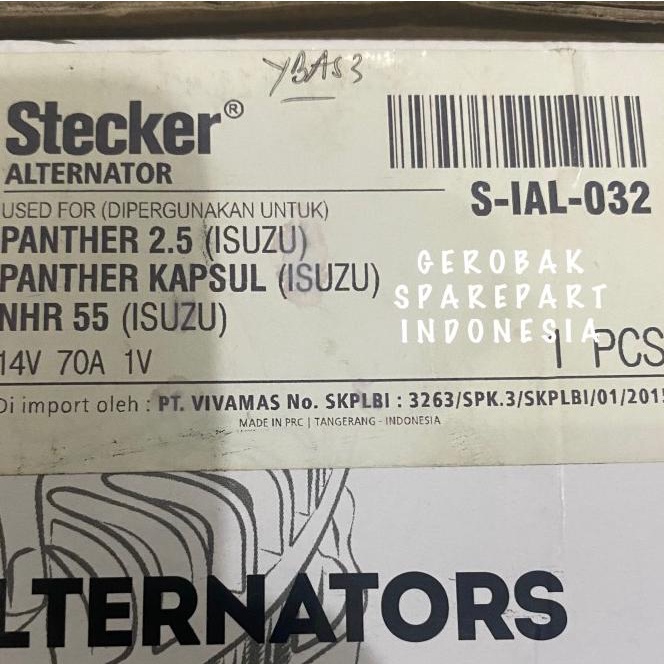 YBAS3
Stecker®
ALTERNATOR
S-IAL-032
USED FOR (DIPERGUNAKAN UNTUK)
PANTHER 2.5 (ISUZU)
PANTHER KAPSUL (ISUZU)
NHR 55 (ISUZU)
14V 70A 1V
GEROBAK
SPAREPART
INDONESIA
1 PCS
Di import oleh : PT. VIVAMAS No. SKPLBI : 3263/SPK.3/SKPLBI/01/2015
MADE IN PRC | TANGERANG - INDONESIA
LTERNATORS